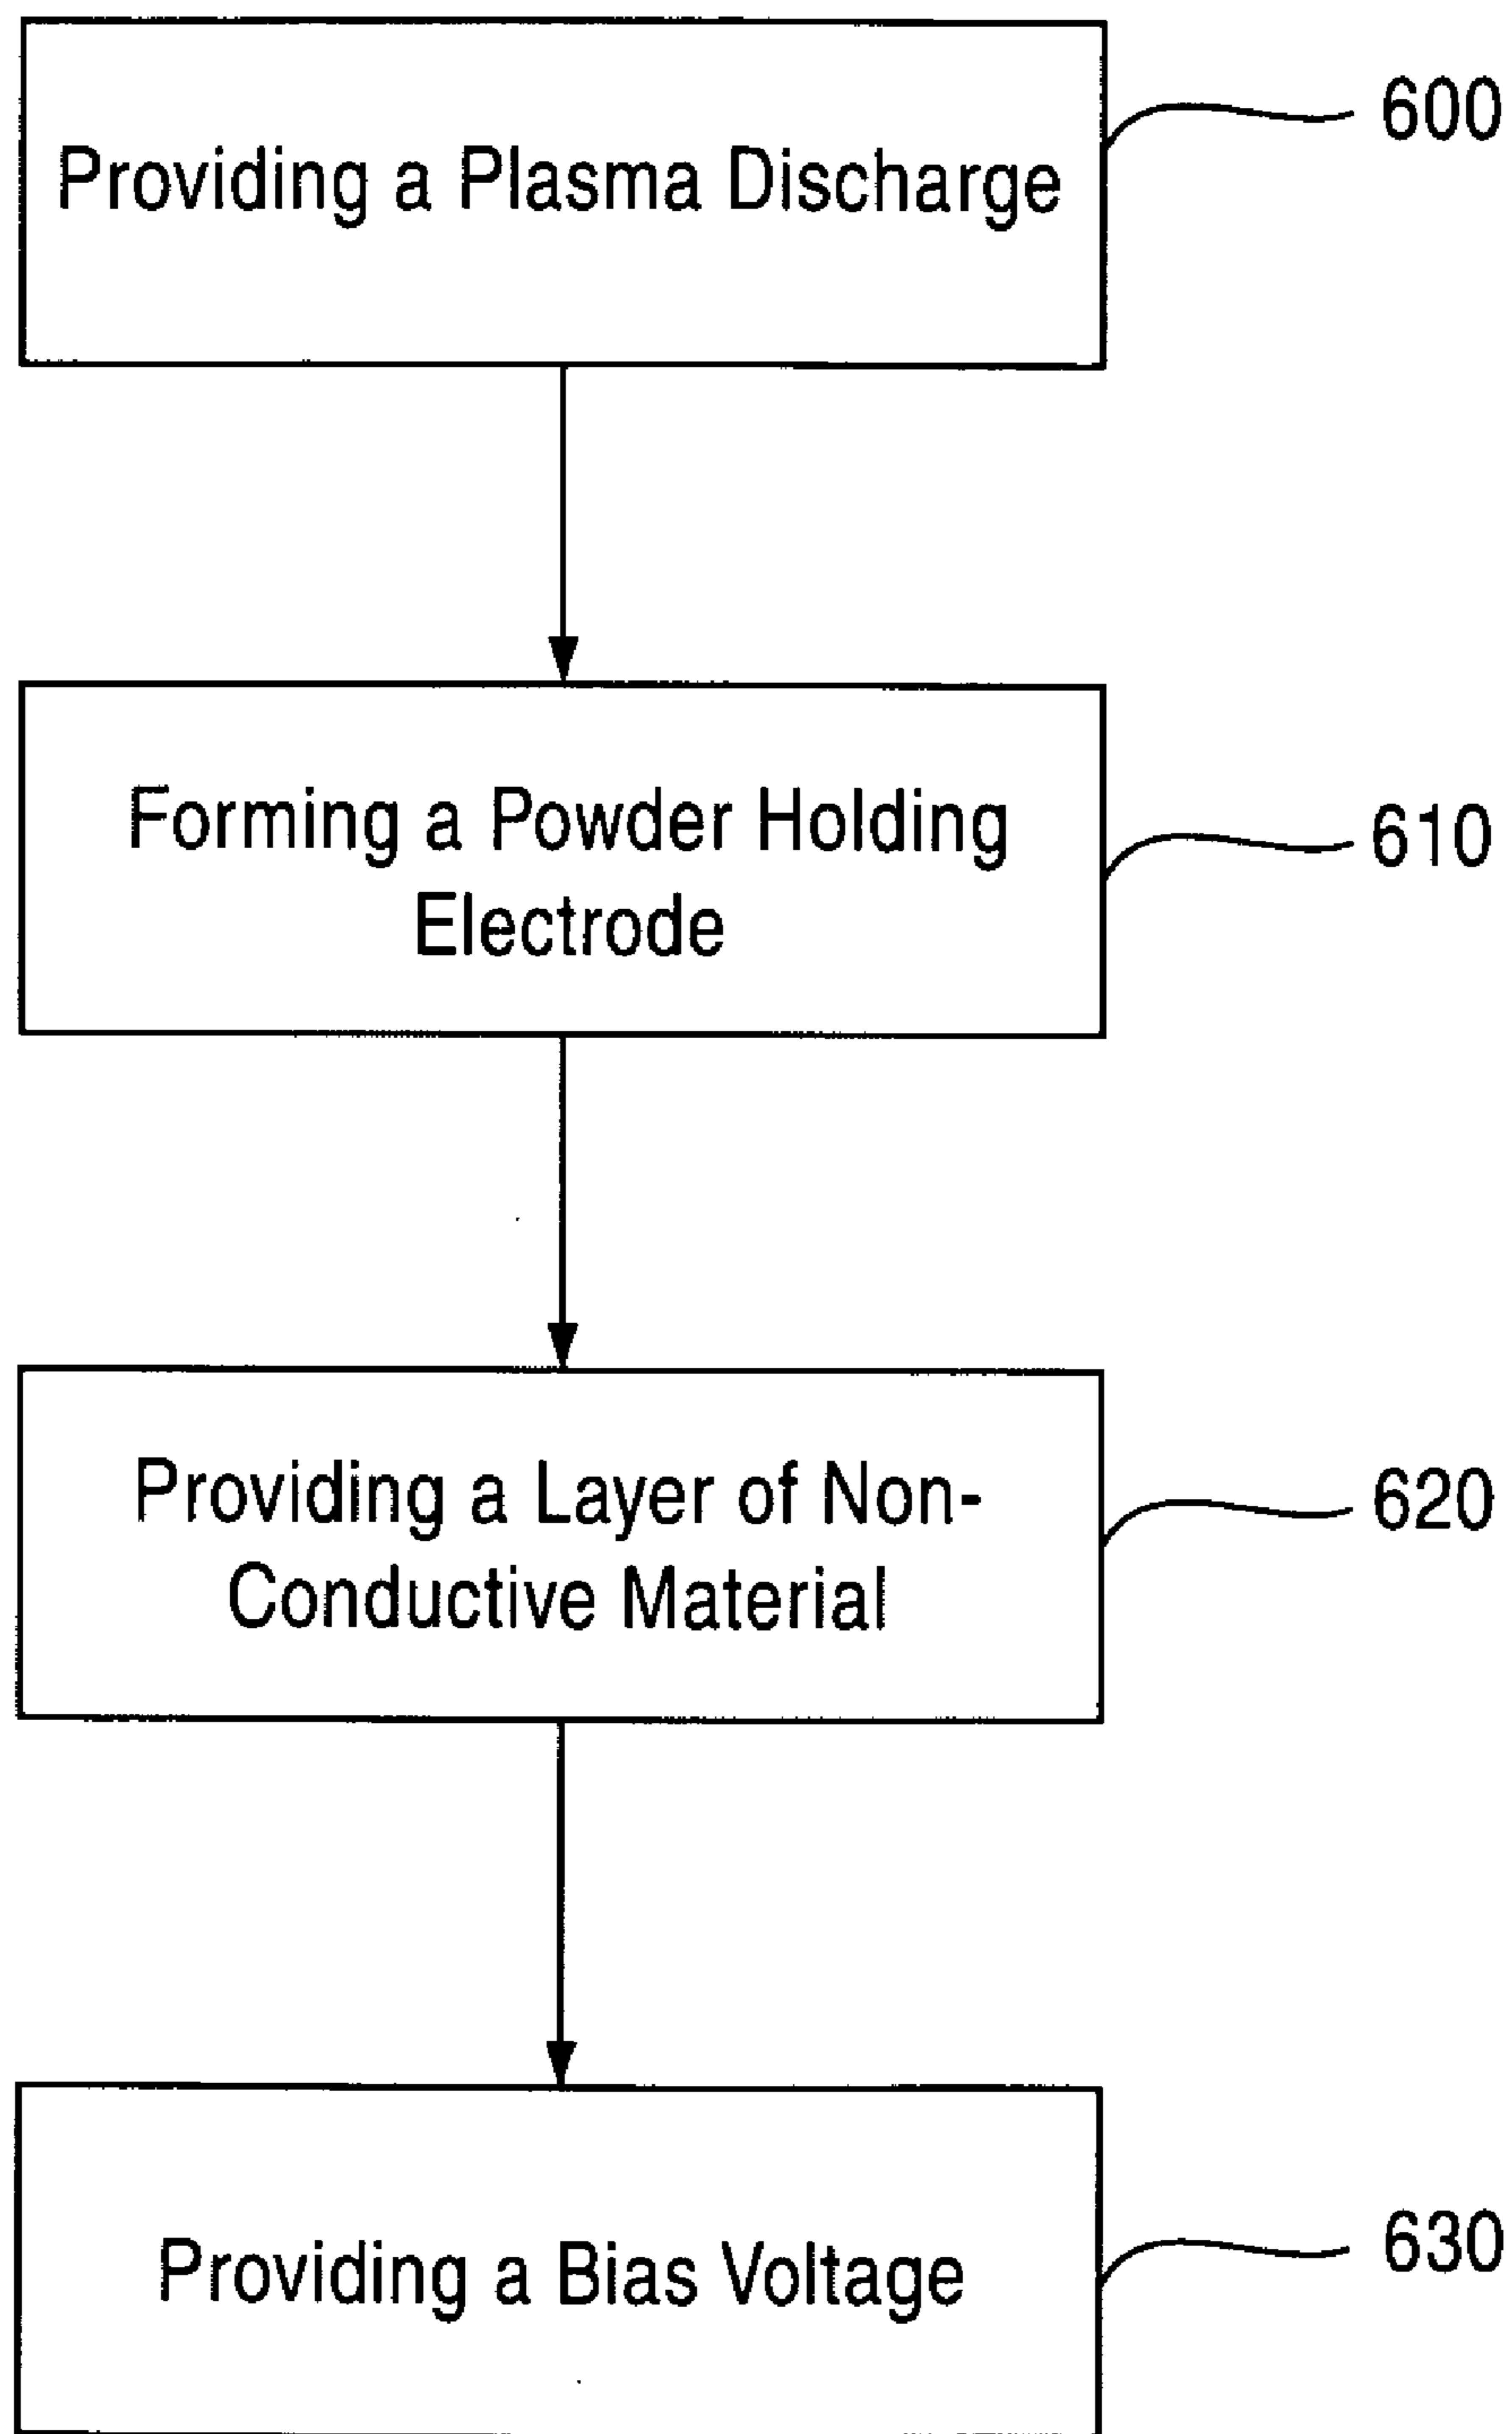 Providing a Plasma Discharge
600
Forming a Powder Holding
Electrode
610
Providing a Layer of Non-
Conductive Material
620
Providing a Bias Voltage
630